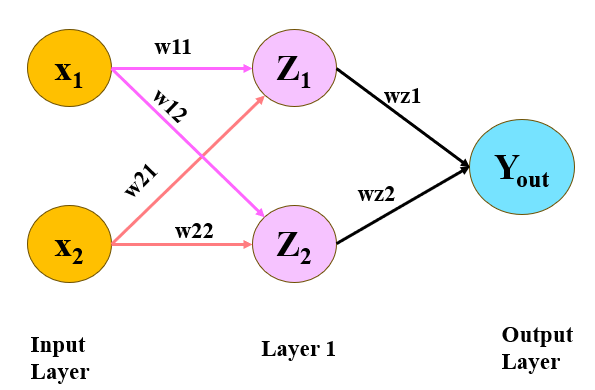 x1
w11
Z1
w12
wz1
w21
Yout
wz2
x2
w22
Z2
Input
Layer
Layer 1
Output
Layer